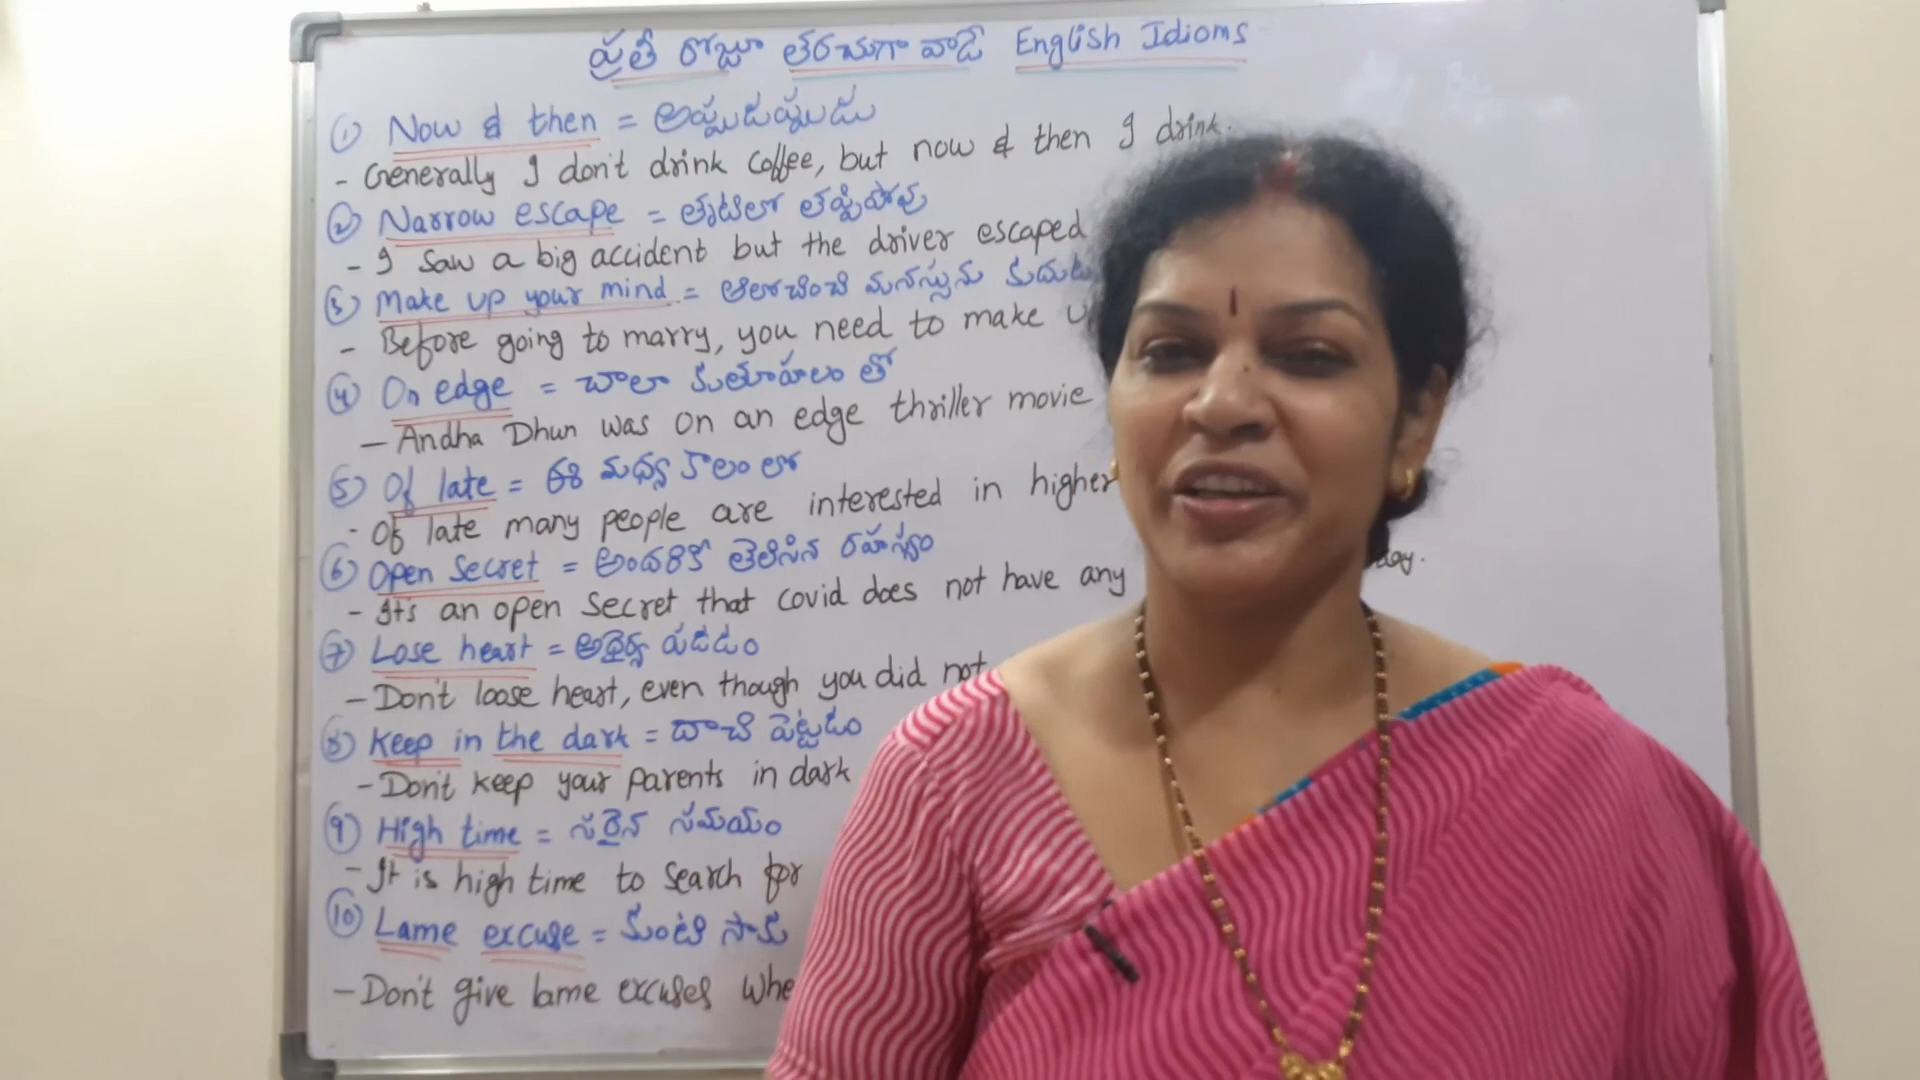 ప్రతీ రోజూ తరచుగా వాడే English Idioms
① Now & then = అప్పుడప్పుడు
- Generally I don't drink coffee, but now & then I drink.
② Narrow escape = తృటిలో తప్పిపోవు
- I saw a big accident but the driver escaped
③ Make up your mind = ఆలోచించి మనస్సును
- Before going to marry, you need to make
④ On edge = చాలా కుతూహలం తో
- Andha Dhun was on an edge thriller movie
⑤ Of late = ఈ మధ్య కాలం లో
- Of late many people are interested in higher
⑥ Open Secret = అందరికీ తెలిసిన రహస్యం
- It's an open secret that covid does not have any
⑦ Lose heart = అధైర్య పడడం
- Don't loose heart, even though you did not
⑧ Keep in the dark = దాచి పెట్టడం
- Don't keep your parents in dark
⑨ High time = సరైన సమయం
- It is high time to search for
⑩ Lame excuse = కుంటి సాకు
- Don't give lame excuses